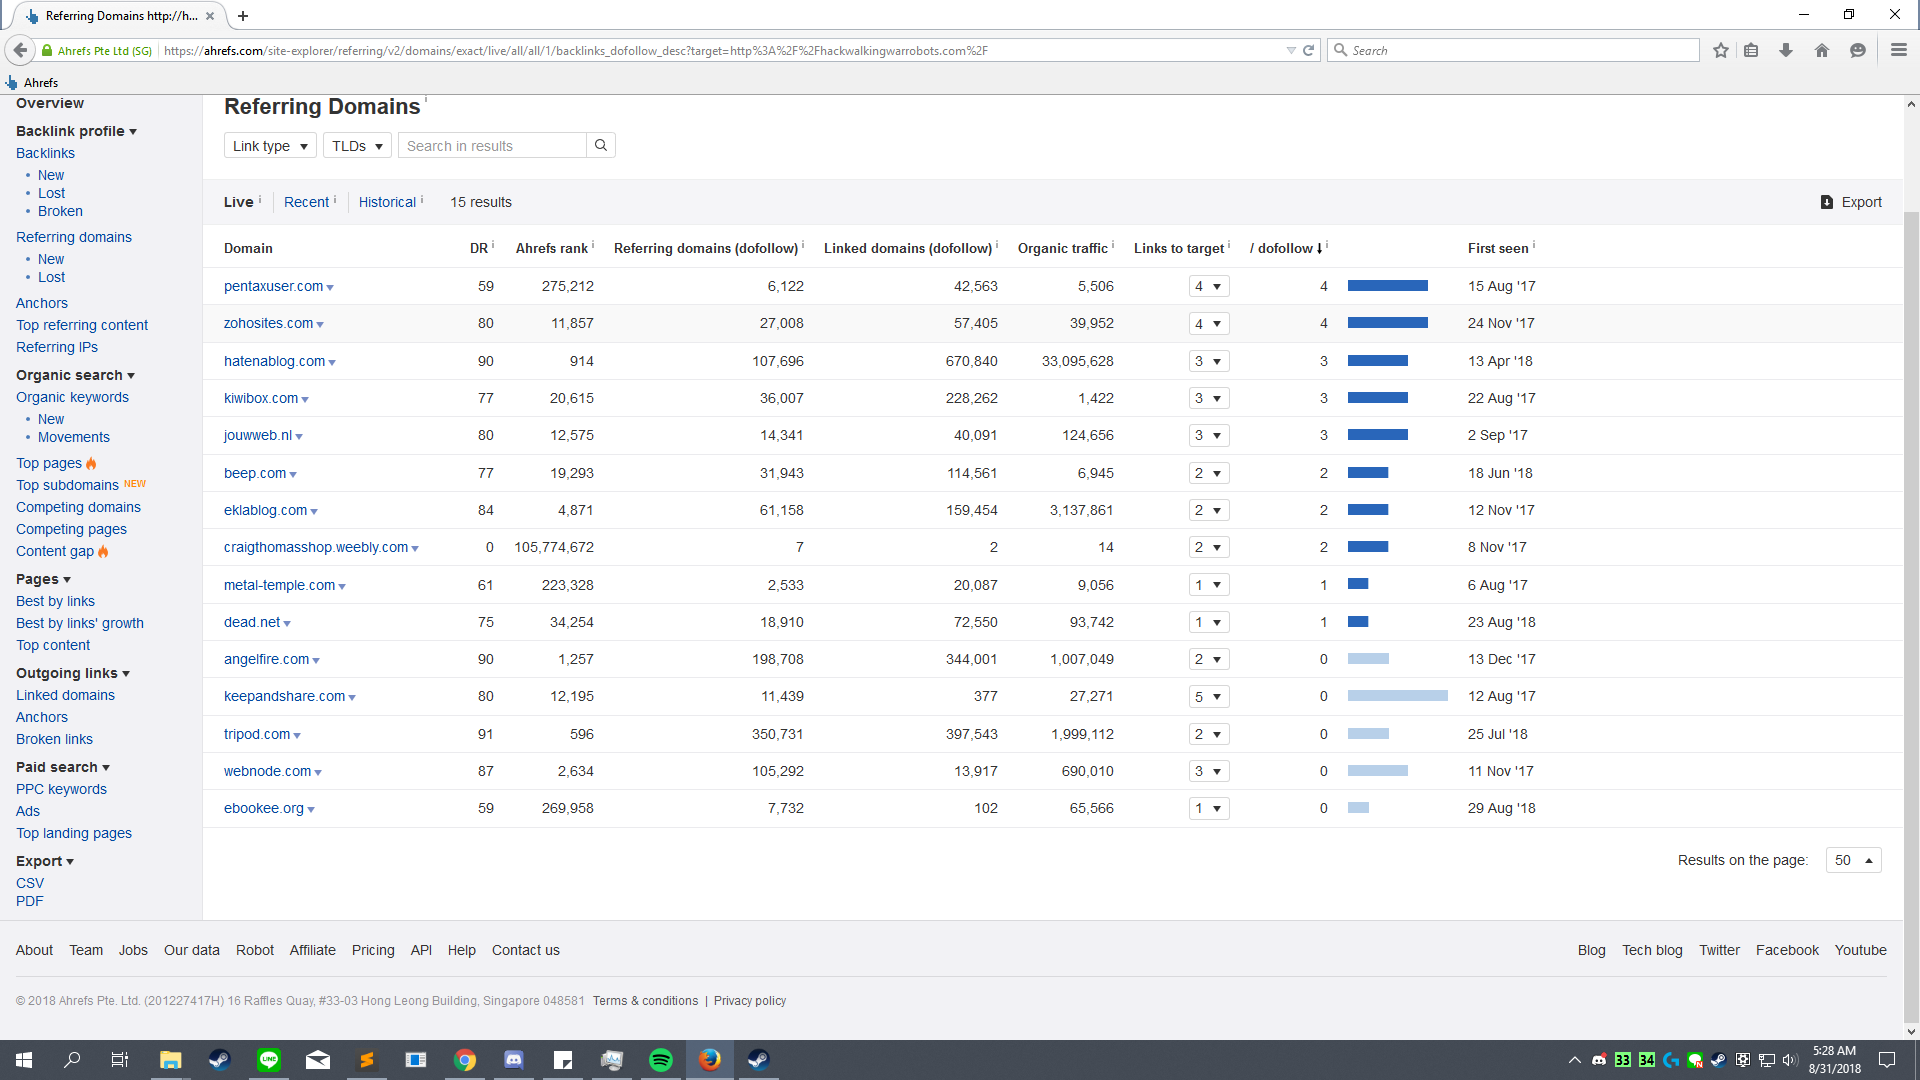 Referring Domains http://h...
Ahrefs Pte Ltd (SG) https://ahrefs.com/site-explorer/referring/v2/domains/exact/live/all/all/1/backlinks_dofollow_desc?target=http%3A%2F%2Fhackwalkingwarrobots.com%2F Search
Ahrefs
Overview
Backlink profile
Backlinks
New
Lost
Broken
Referring domains
New
Lost
Anchors
Top referring content
Referring IPs
Organic search
Organic keywords
New
Movements
Top pages
Top subdomains NEW
Competing domains
Competing pages
Content gap
Pages
Best by links
Best by links' growth
Top content
Outgoing links
Linked domains
Anchors
Broken links
Paid search
PPC keywords
Ads
Top landing pages
Export
CSV
PDF
Referring Domains i
Link type TLDs Search in results
Live i Recent i Historical i 15 results Export
Domain DR i Ahrefs rank i Referring domains (dofollow) i Linked domains (dofollow) i Organic traffic i Links to target i / dofollow i First seen i
pentaxuser.com 59 275,212 6,122 42,563 5,506 4 4 15 Aug '17
zohosites.com 80 11,857 27,008 57,405 39,952 4 4 24 Nov '17
hatenablog.com 90 914 107,696 670,840 33,095,628 3 3 13 Apr '18
kiwibox.com 77 20,615 36,007 228,262 1,422 3 3 22 Aug '17
jouwweb.nl 80 12,575 14,341 40,091 124,656 3 3 2 Sep '17
beep.com 77 19,293 31,943 114,561 6,945 2 2 18 Jun '18
eklablog.com 84 4,871 61,158 159,454 3,137,861 2 2 12 Nov '17
craigthomasshop.weebly.com 0 105,774,672 7 2 14 2 2 8 Nov '17
metal-temple.com 61 223,328 2,533 20,087 9,056 1 1 6 Aug '17
dead.net 75 34,254 18,910 72,550 93,742 1 1 23 Aug '18
angelfire.com 90 1,257 198,708 344,001 1,007,049 2 0 13 Dec '17
keepandshare.com 80 12,195 11,439 377 27,271 5 0 12 Aug '17
tripod.com 91 596 350,731 397,543 1,999,112 2 0 25 Jul '18
webnode.com 87 2,634 105,292 13,917 690,010 3 0 11 Nov '17
ebookee.org 59 269,958 7,732 102 65,566 1 0 29 Aug '18
Results on the page: 50
About Team Jobs Our data Robot Affiliate Pricing API Help Contact us Blog Tech blog Twitter Facebook Youtube
© 2018 Ahrefs Pte. Ltd. (201227417H) 16 Raffles Quay, #33-03 Hong Leong Building, Singapore 048581 Terms & conditions | Privacy policy
LINE 33 34 5:28 AM
8/31/2018